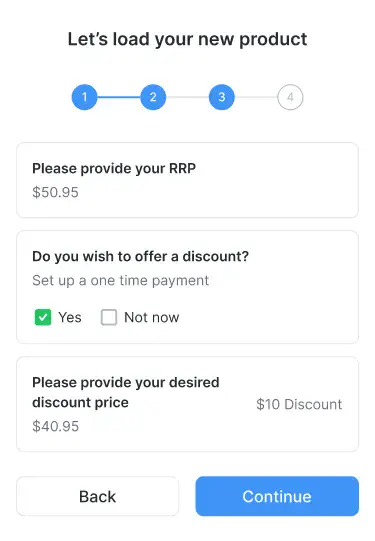 Let’s load your new product
1 2 3 4
Please provide your RRP
$50.95
Do you wish to offer a discount?
Set up a one time payment
Yes Not now
Please provide your desired
discount price
$10 Discount
$40.95
Back Continue